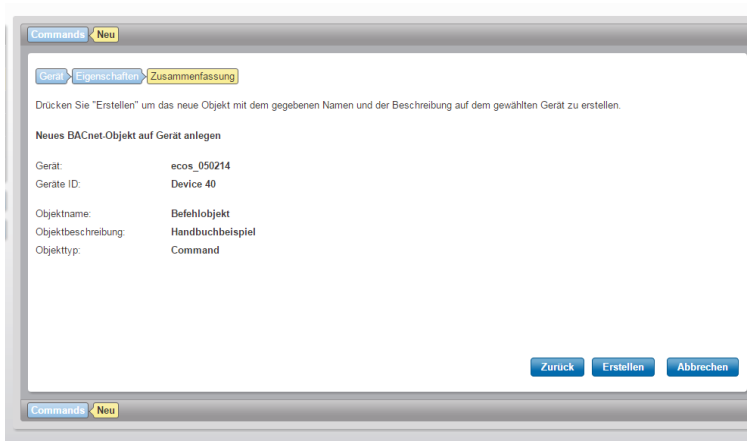 Commands Neu
Gerät Eigenschaften Zusammenfassung
Drücken Sie "Erstellen" um das neue Objekt mit dem gegebenen Namen und der Beschreibung auf dem gewählten Gerät zu erstellen.
Neues BACnet-Objekt auf Gerät anlegen
Gerät: ecos_050214
Geräte ID: Device 40
Objektname: Befehlobjekt
Objektbeschreibung: Handbuchbeispiel
Objekttyp: Command
Zurück Erstellen Abbrechen
Commands Neu